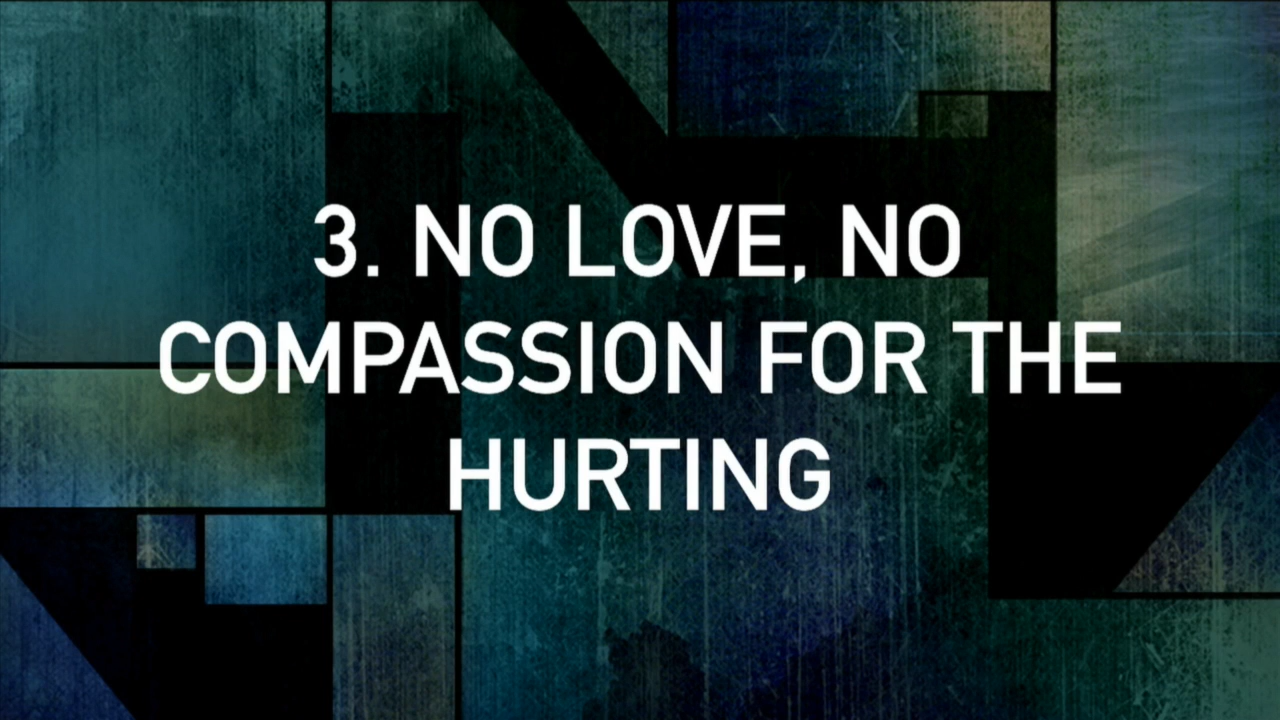 3. NO LOVE, NO
COMPASSION FOR THE
HURTING